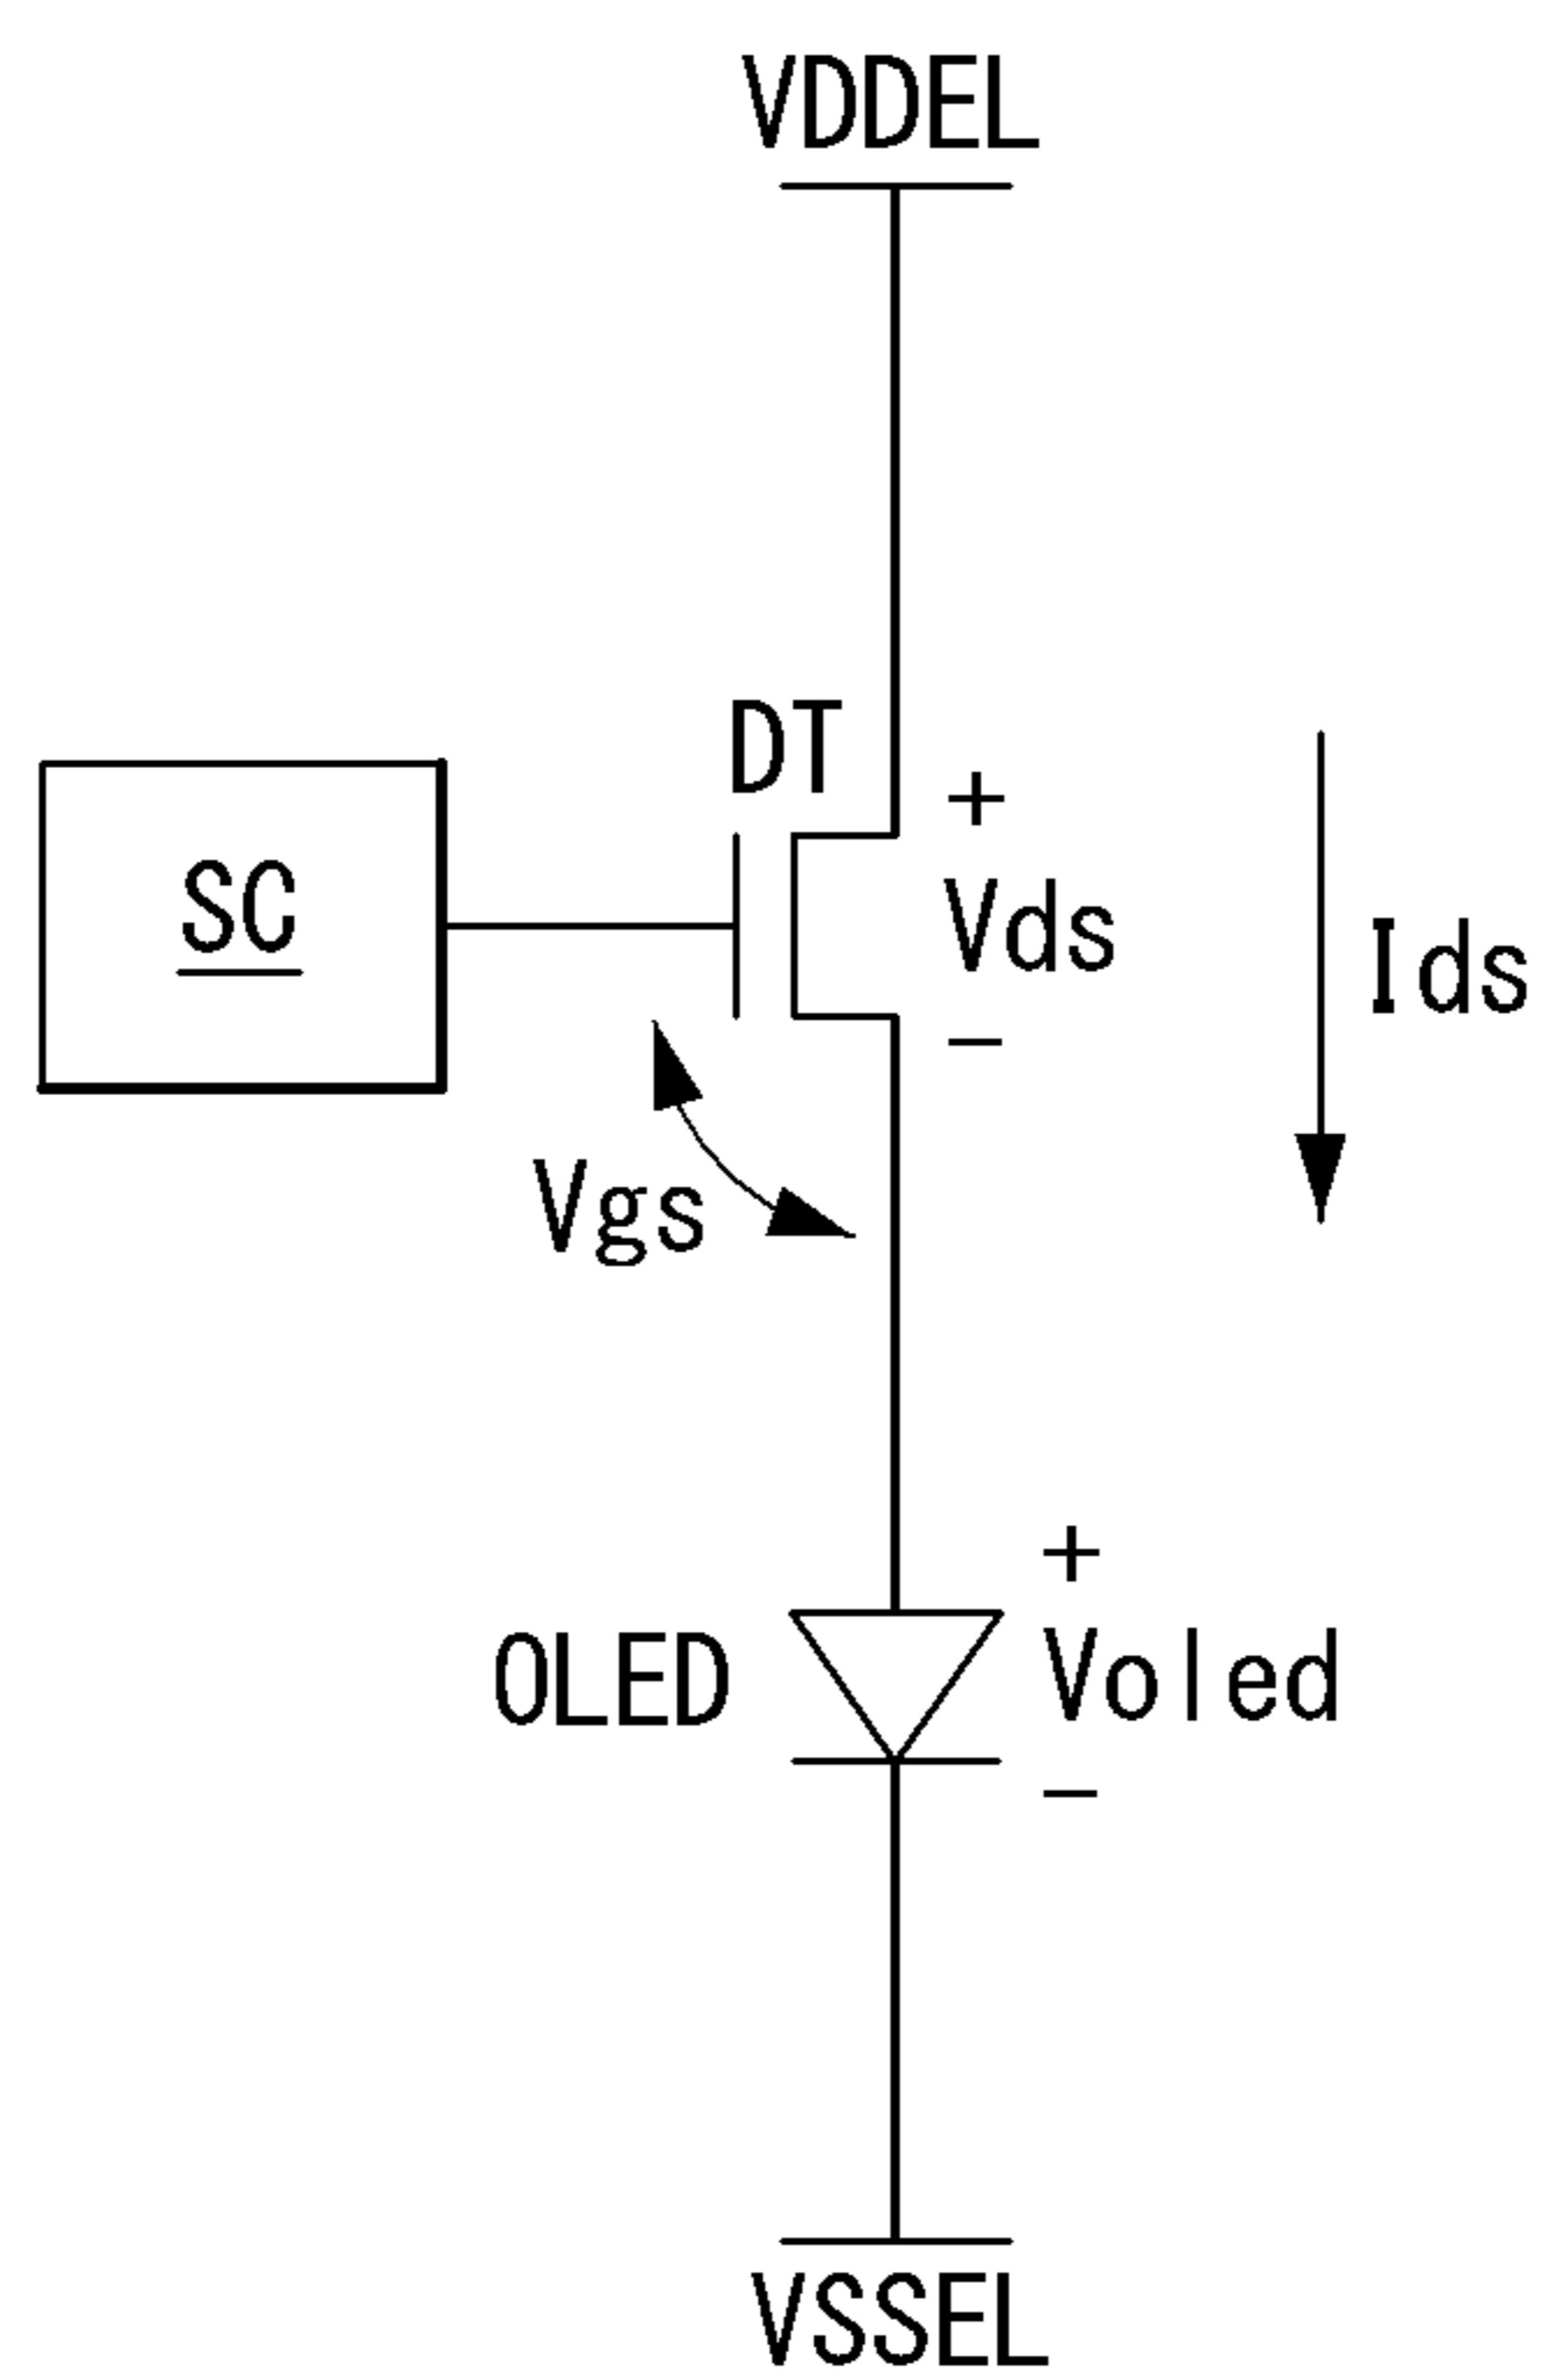 VDDEL
DT
+
SC
Vds
Ids
−
Vgs
+
OLED
Voled
−
VSSEL